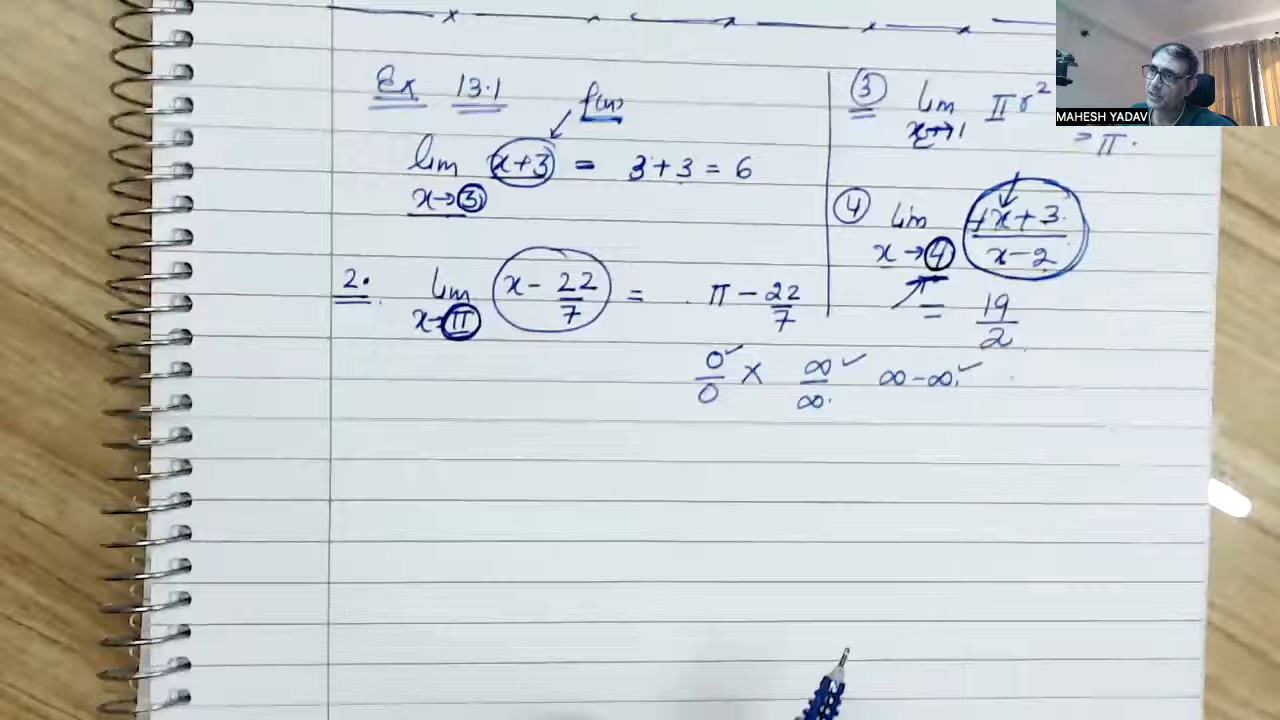 Ex 13.1
f(x)
lim x+3 = 3+3 = 6
x→3
2. lim x - 22/7 = π - 22/7
x→π
③ lim πr²
x→1
= π.
④ lim 4x+3
x→4 x-2
= 19/2
0/0 × ∞/∞. ∞-∞.
MAHESH YADAV